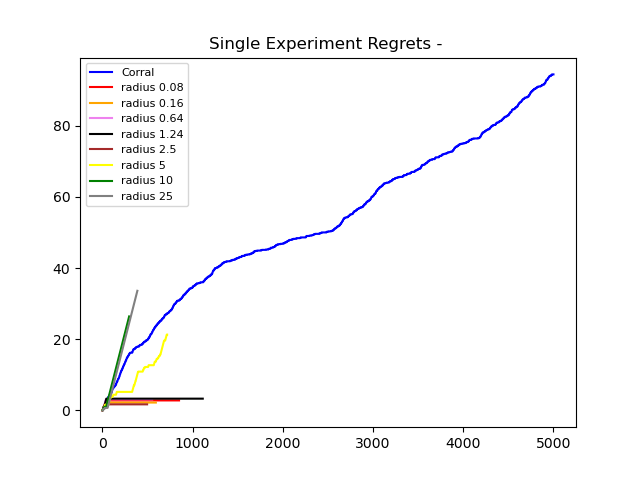 Single Experiment Regrets -
Corral
radius 0.08
radius 0.16
radius 0.64
radius 1.24
radius 2.5
radius 5
radius 10
radius 25
80
60
40
20
0
0 1000 2000 3000 4000 5000